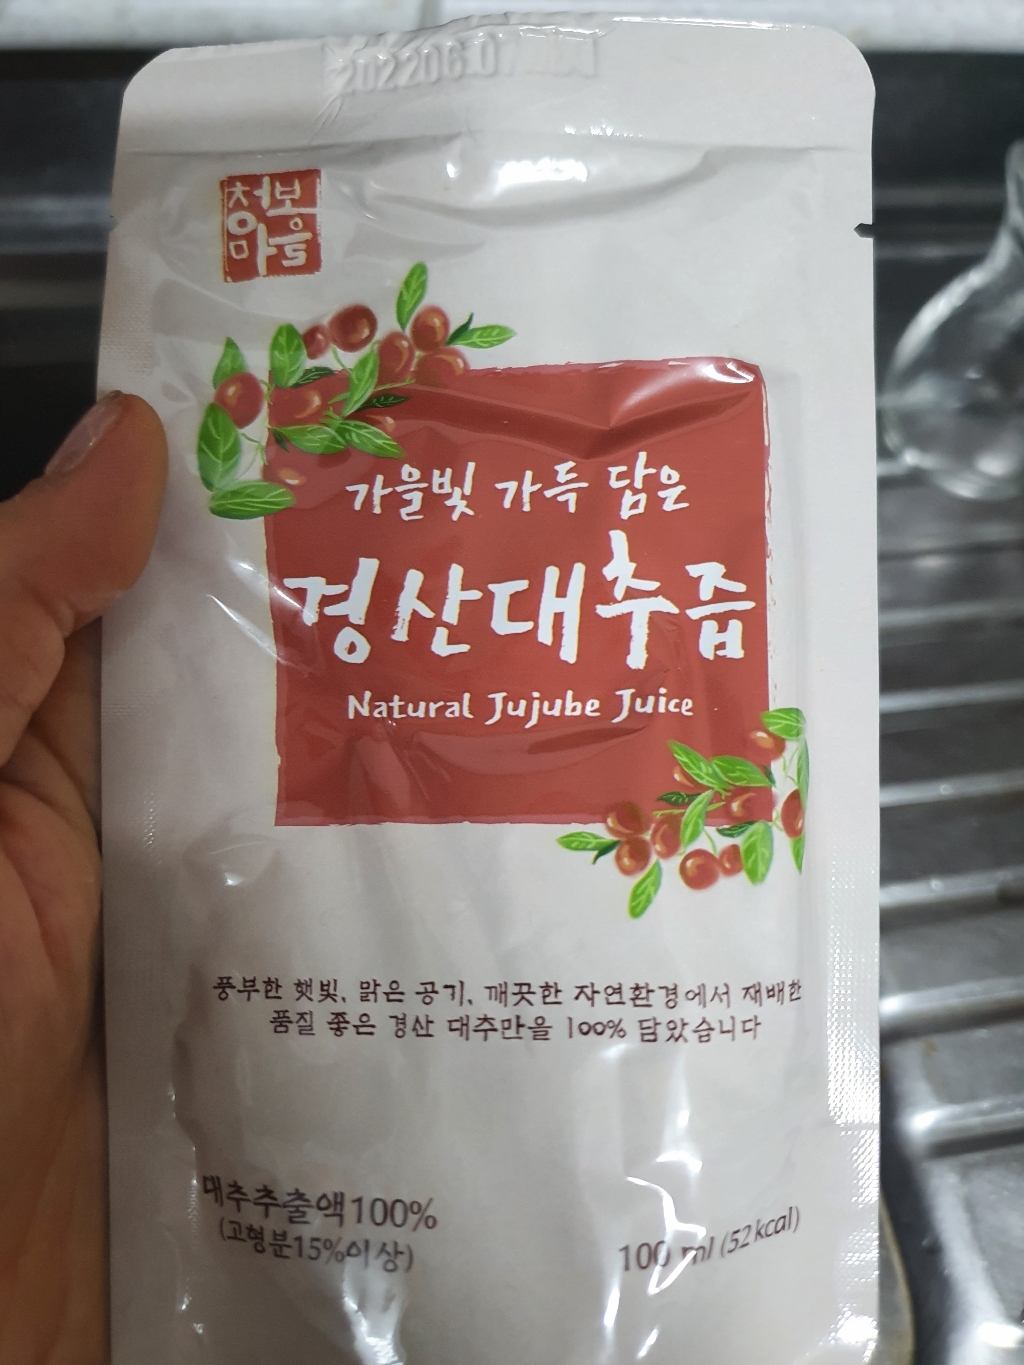 202206.07
청보
마을
가을빛 가득 담은
경산대추즙
Natural Jujube Juice
풍부한 햇빛, 맑은 공기, 깨끗한 자연환경에서 재배한
품질 좋은 경산 대추만을 100% 담았습니다
대추추출액100%
(고형분15%이상)
100 ml (52 kcal)